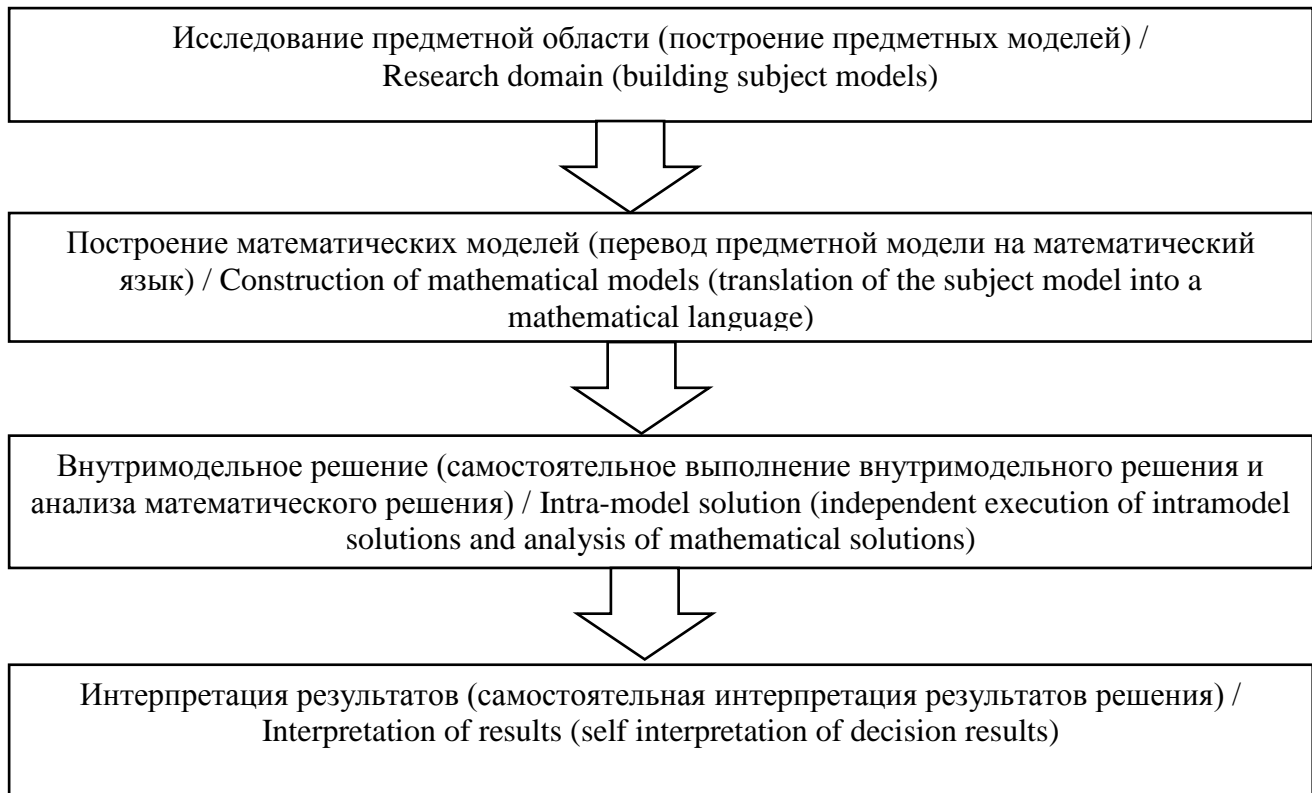 Исследование предметной области (построение предметных моделей) /
Research domain (building subject models)
Построение математических моделей (перевод предметной модели на математический
язык) / Construction of mathematical models (translation of the subject model into a
mathematical language)
Внутримодельное решение (самостоятельное выполнение внутримодельного решения и
анализа математического решения) / Intra-model solution (independent execution of intramodel
solutions and analysis of mathematical solutions)
Интерпретация результатов (самостоятельная интерпретация результатов решения) /
Interpretation of results (self interpretation of decision results)